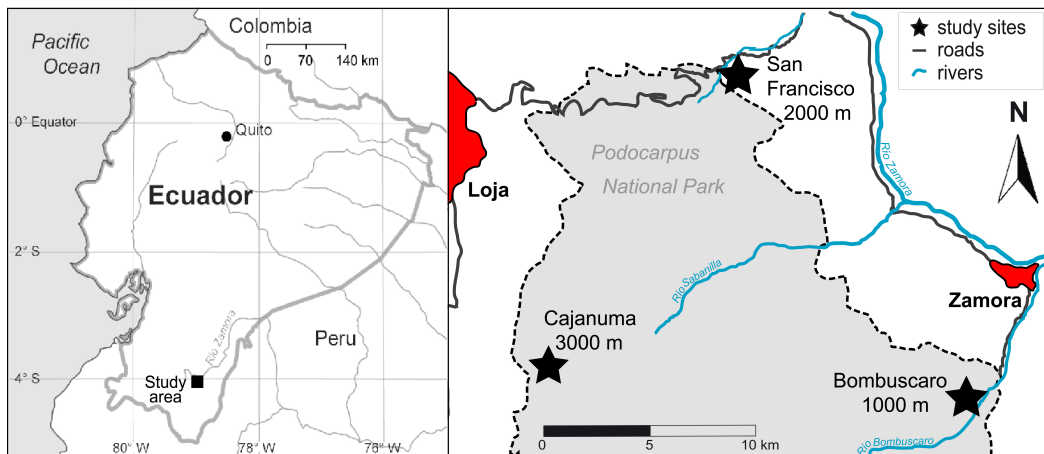 Pacific
Ocean
Colombia
0 70 140 km
0° Equator
Quito
Ecuador
2° S
Río Zamora
Peru
Study
area
4° S
80° W
78° W
76° W
study sites
roads
rivers
San
Francisco
2000 m
N
Podocarpus
National Park
Loja
Río Zamora
Río Sabanilla
Zamora
Cajanuma
3000 m
Bombuscaro
1000 m
0 5 10 km
Río Bombuscaro